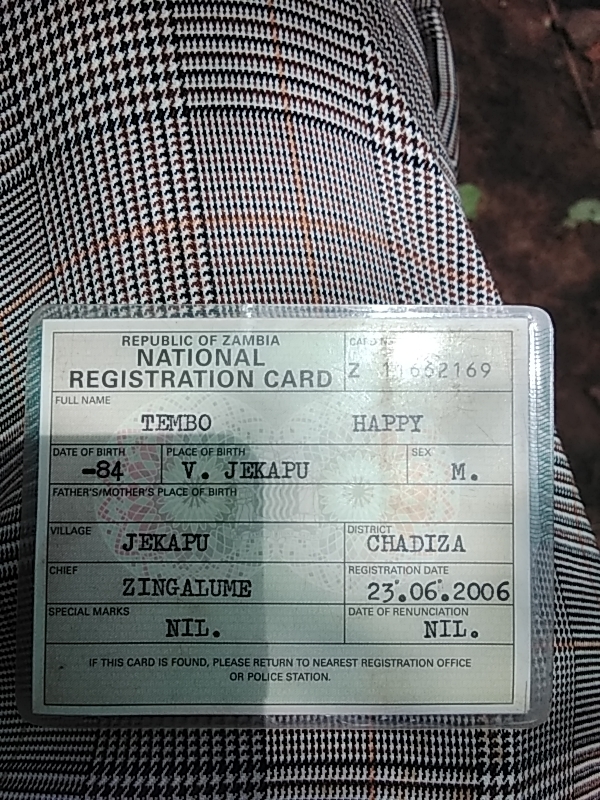 REPUBLIC OF ZAMBIA
NATIONAL
REGISTRATION CARD
CARD
Z 11662169
FULL NAME
TEMBO HAPPY
DATE OF BIRTH PLACE OF BIRTH SEX
-84 V. JEKAPU M.
FATHER'S/MOTHER'S PLACE OF BIRTH
VILLAGE DISTRICT
JEKAPU CHADIZA
CHIEF REGISTRATION DATE
ZINGALUME 23.06.2006
SPECIAL MARKS DATE OF RENUNCIATION
NIL. NIL.
IF THIS CARD IS FOUND, PLEASE RETURN TO NEAREST REGISTRATION OFFICE
OR POLICE STATION.